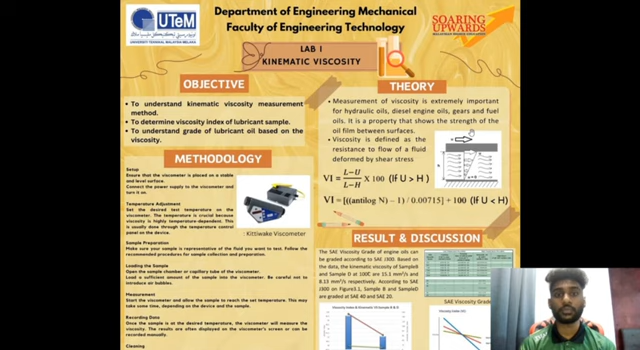 UTeM
UNIVERSITI TEKNIKAL MALAYSIA MELAKA
Department of Engineering Mechanical
Faculty of Engineering Technology
SOARING
UPWARDS
LAB I
KINEMATIC VISCOSITY
OBJECTIVE
• To understand kinematic viscosity measurement
method.
• To determine viscosity index of lubricant sample.
• To understand grade of lubricant oil based on the
viscosity.
METHODOLOGY
Setup
Ensure that the viscometer is placed on a stable
and level surface.
Connect the power supply to the viscometer and
turn it on.
Temperature Adjustment
Set the desired test temperature on the
viscometer. The temperature is crucial because
viscosity is highly temperature-dependent. This
is usually done through the temperature control
panel on the device.
: Kittiwake Viscometer
Sample Preparation
Make sure your sample is representative of the fluid you want to test. Follow the
recommended procedures for sample collection and preparation.
Loading the Sample
Open the sample chamber or capillary tube of the viscometer.
Load a sufficient amount of the sample into the viscometer. Be careful not to
introduce air bubbles.
Measurement
Start the viscometer and allow the sample to reach the set temperature. This may
take some time, depending on the device and the sample.
Recording Data
Once the sample is at the desired temperature, the viscometer will measure the
viscosity. The results are often displayed on the viscometer's screen or can be
recorded manually.
Cleaning
THEORY
• Measurement of viscosity is extremely important
for hydraulic oils, diesel engine oils, gears and fuel
oils. It is a property that shows the strength of the
oil film between surfaces.
• Viscosity is defined as the
resistance to flow of a fluid
deformed by shear stress
VI = L–U / L–H X 100 (If U > H )
VI = [((antilog N) – 1) / 0.00715] + 100 (If U < H)
RESULT & DISCUSSION
The SAE Viscosity Grade of engine oils can
be graded according to SAE J300. Based on
the data, the kinematic viscosity of SampleB
and Sample D at 100£ are 15.1 mm²/s and
8.13 mm²/s respectively. According to SAE
J300 on Figure3.1, Sample B and SampleD
are graded at SAE 40 and SAE 20.
SAE Viscosity Grade